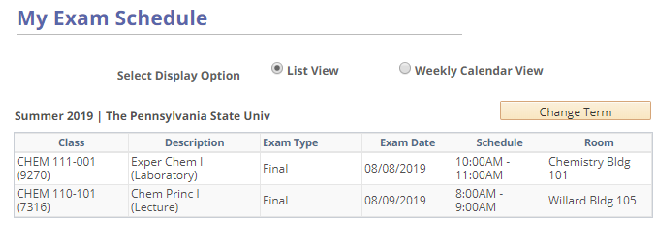 My Exam Schedule
Select Display Option
List View
Weekly Calendar View
Summer 2019 | The Pennsylvania State Univ
Change Term
Class Description Exam Type Exam Date Schedule Room
CHEM 111-001 (9270) Exper Chem I (Laboratory) Final 08/08/2019 10:00AM - 11:00AM Chemistry Bldg 101
CHEM 110-101 (7316) Chem Princ I (Lecture) Final 08/09/2019 8:00AM - 9:00AM Willard Bldg 105